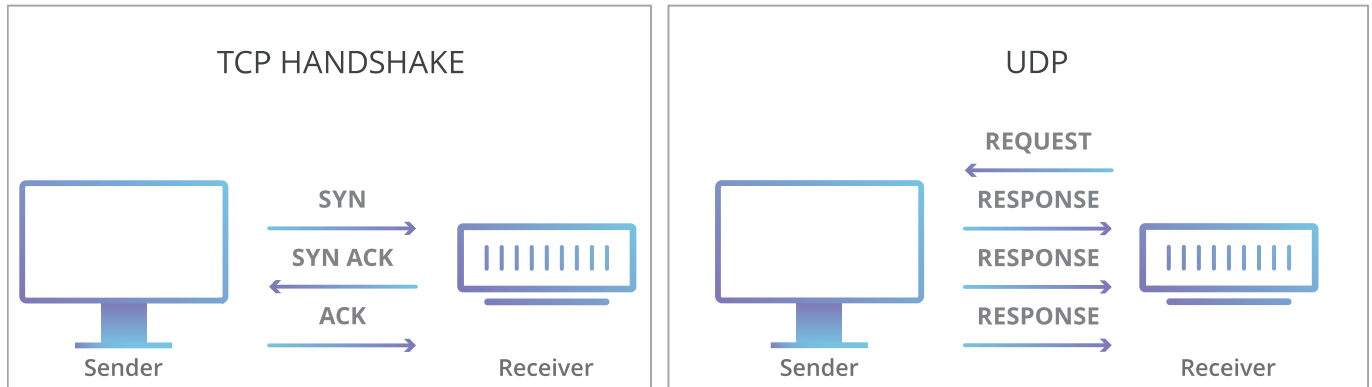 TCP HANDSHAKE
SYN
SYN ACK
ACK
Sender
Receiver
UDP
REQUEST
RESPONSE
RESPONSE
RESPONSE
Sender
Receiver